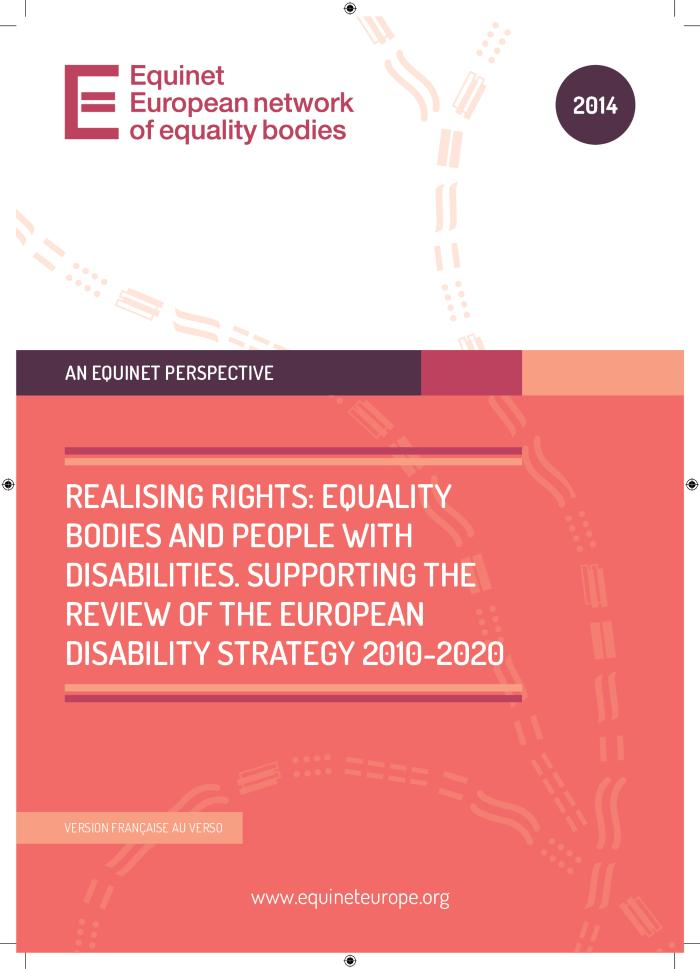 Equinet
European network
of equality bodies
2014
AN EQUINET PERSPECTIVE
REALISING RIGHTS: EQUALITY
BODIES AND PEOPLE WITH
DISABILITIES. SUPPORTING THE
REVIEW OF THE EUROPEAN
DISABILITY STRATEGY 2010-2020
VERSION FRANÇAISE AU VERSO
www.equineteurope.org